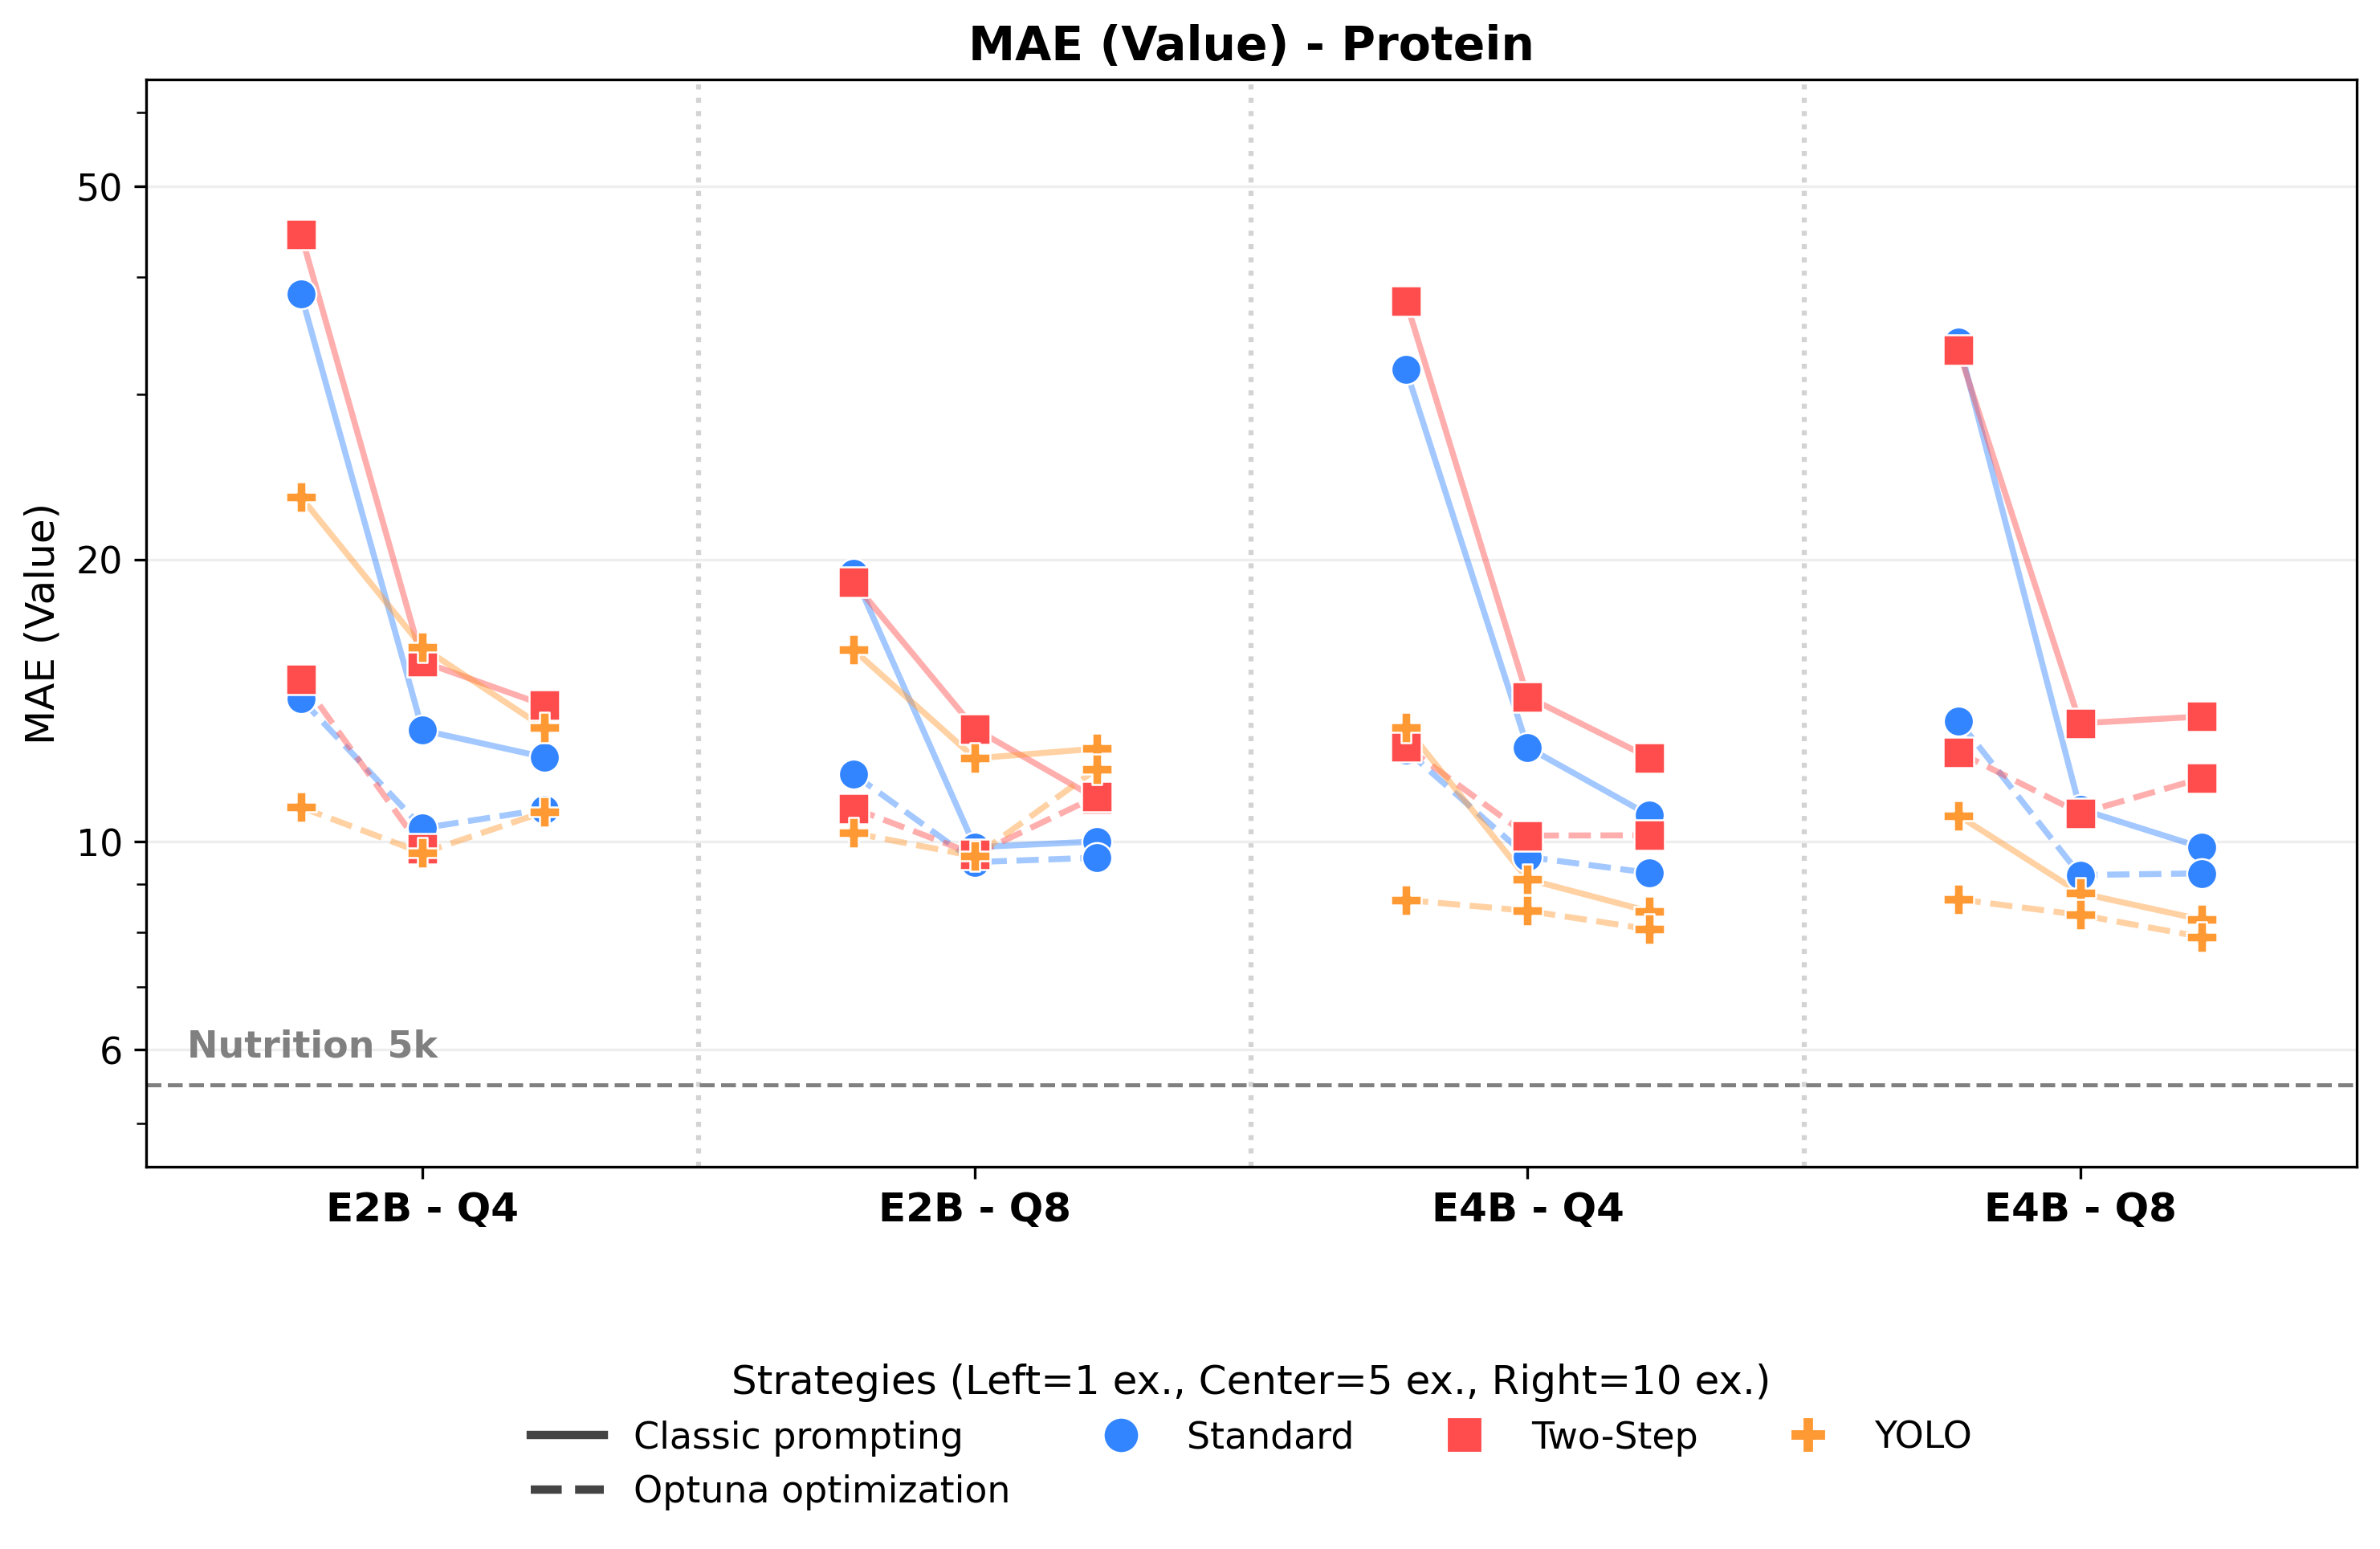 MAE (Value) - Protein
MAE (Value)
50
20
10
6
Nutrition 5k
E2B - Q4
E2B - Q8
E4B - Q4
E4B - Q8
Strategies (Left=1 ex., Center=5 ex., Right=10 ex.)
Classic prompting
Optuna optimization
Standard
Two-Step
YOLO